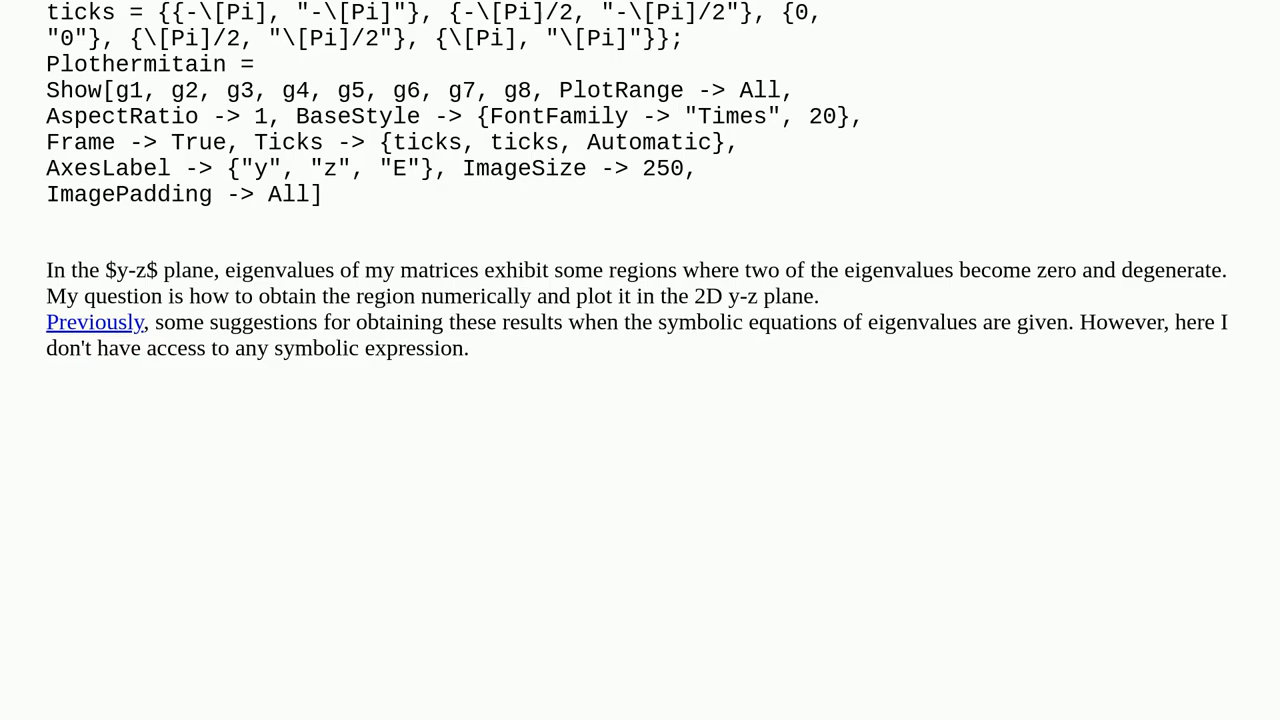 ticks = {{-\[Pi], "-\[Pi]"}, {-\[Pi]/2, "-\[Pi]/2"}, {0,
"0"}, {\[Pi]/2, "\[Pi]/2"}, {\[Pi], "\[Pi]"}};
Plothermitain =
Show[g1, g2, g3, g4, g5, g6, g7, g8, PlotRange -> All,
AspectRatio -> 1, BaseStyle -> {FontFamily -> "Times", 20},
Frame -> True, Ticks -> {ticks, ticks, Automatic},
AxesLabel -> {"y", "z", "E"}, ImageSize -> 250,
ImagePadding -> All]
In the $y-z$ plane, eigenvalues of my matrices exhibit some regions where two of the eigenvalues become zero and degenerate.
My question is how to obtain the region numerically and plot it in the 2D y-z plane.
Previously, some suggestions for obtaining these results when the symbolic equations of eigenvalues are given. However, here I
don't have access to any symbolic expression.